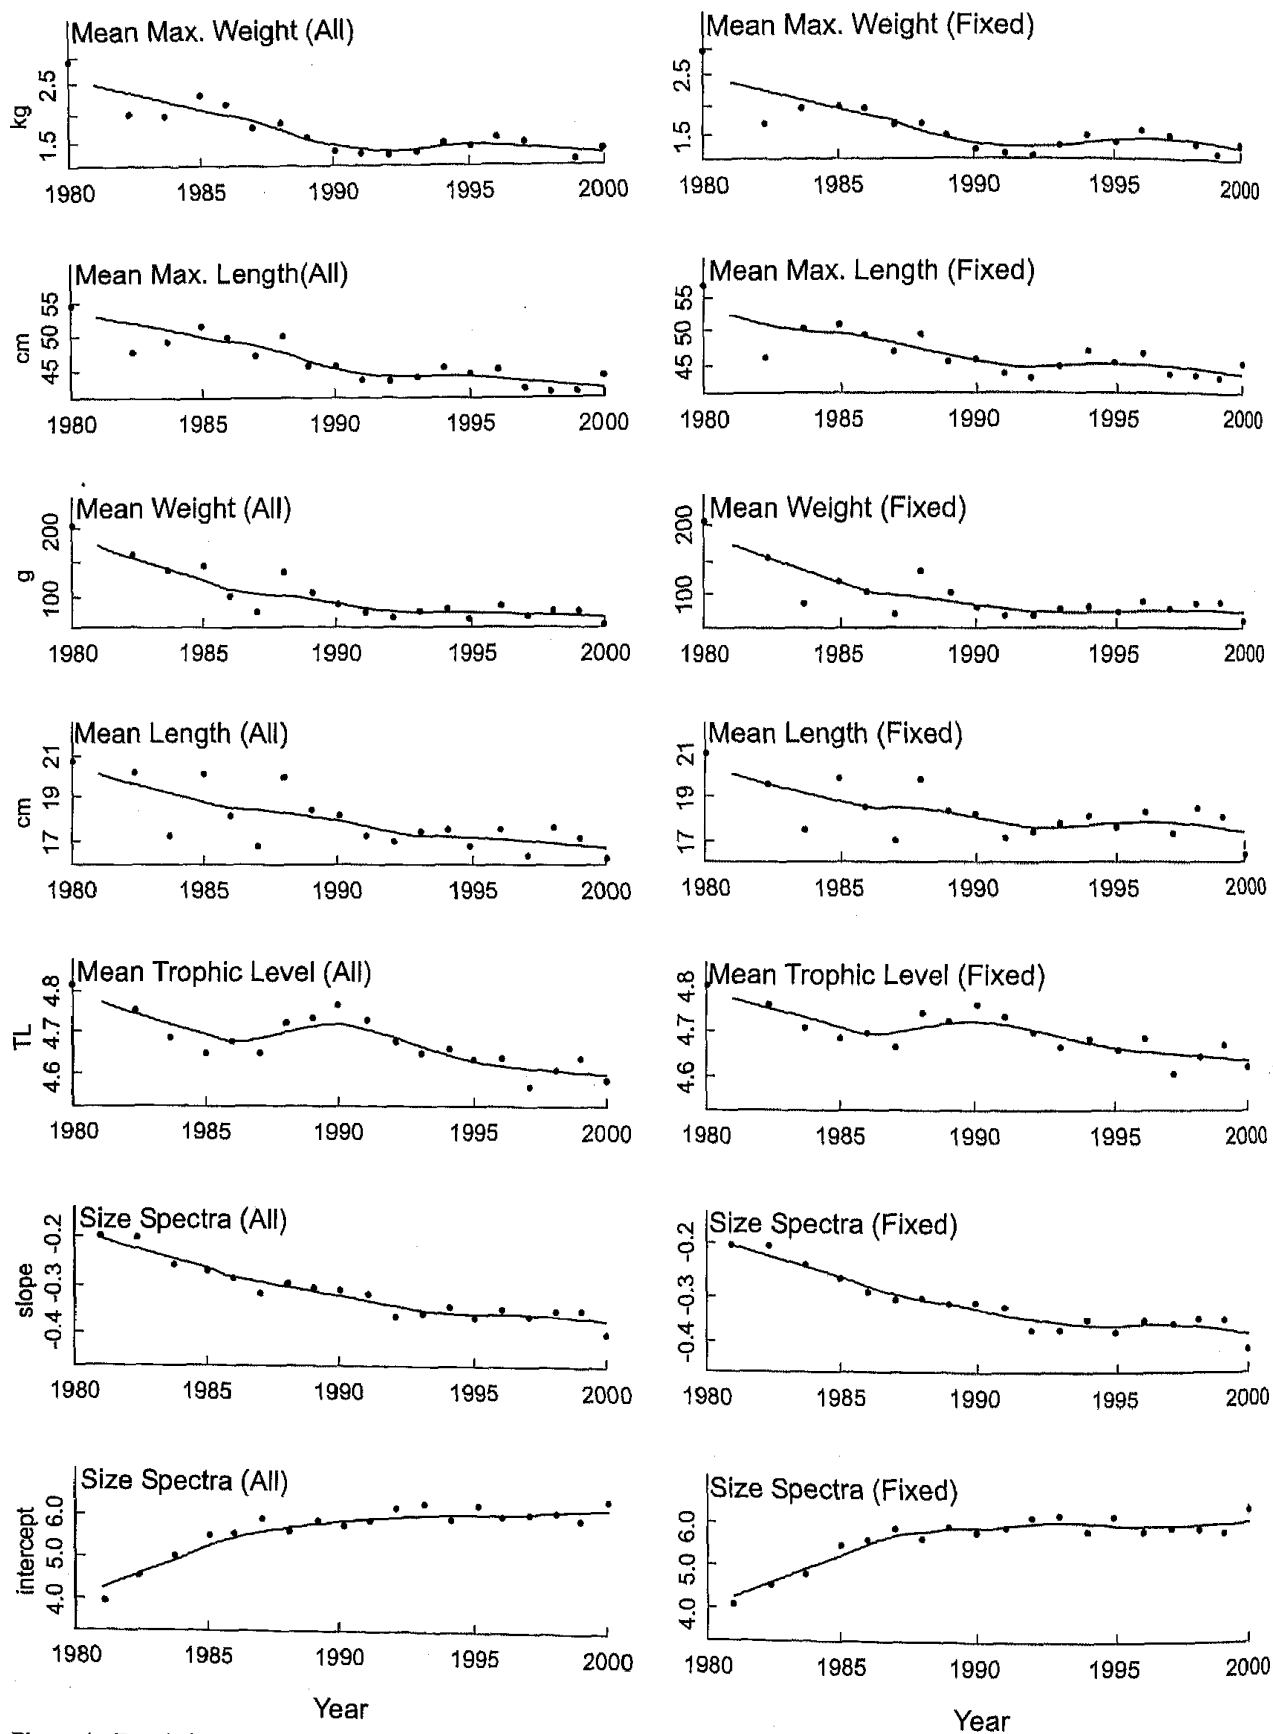 Mean Max. Weight (All)
kg
2.5
1.5
1980 1985 1990 1995 2000
Mean Max. Weight (Fixed)
2.5
1.5
1980 1985 1990 1995 2000
Mean Max. Length(All)
cm
55
50
45
1980 1985 1990 1995 2000
Mean Max. Length (Fixed)
55
50
45
1980 1985 1990 1995 2000
Mean Weight (All)
g
200
100
1980 1985 1990 1995 2000
Mean Weight (Fixed)
200
100
1980 1985 1990 1995 2000
Mean Length (All)
cm
21
19
17
1980 1985 1990 1995 2000
Mean Length (Fixed)
21
19
17
1980 1985 1990 1995 2000
Mean Trophic Level (All)
TL
4.8
4.7
4.6
1980 1985 1990 1995 2000
Mean Trophic Level (Fixed)
4.8
4.7
4.6
1980 1985 1990 1995 2000
Size Spectra (All)
slope
-0.2
-0.3
-0.4
1980 1985 1990 1995 2000
Size Spectra (Fixed)
-0.2
-0.3
-0.4
1980 1985 1990 1995 2000
Size Spectra (All)
intercept
6.0
5.0
4.0
1980 1985 1990 1995 2000
Year
Size Spectra (Fixed)
6.0
5.0
4.0
1980 1985 1990 1995 2000
Year